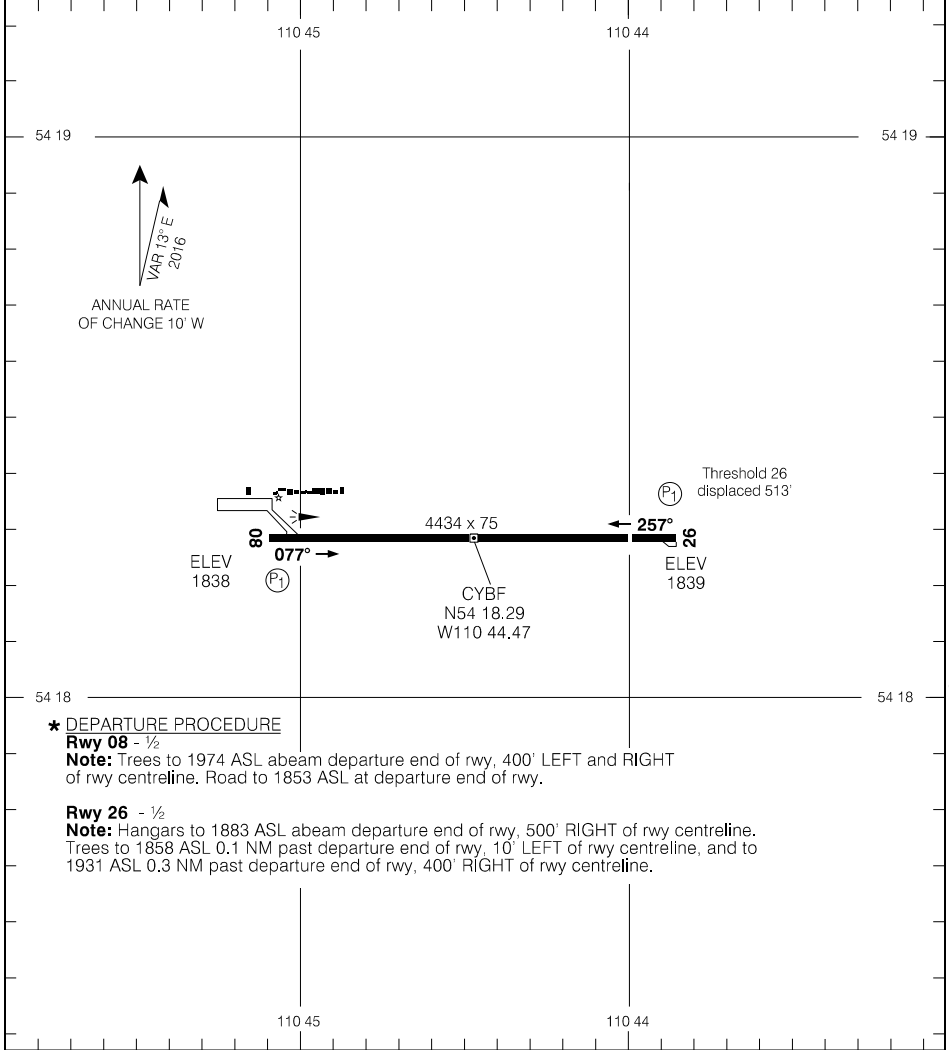 110 45
110 44
54 19
54 19
VAR 13° E
2016
ANNUAL RATE
OF CHANGE 10' W
Threshold 26
displaced 513'
P1
4434 x 75
257°
08
26
077°
ELEV
1838
P1
ELEV
1839
CYBF
N54 18.29
W110 44.47
54 18
54 18
* DEPARTURE PROCEDURE
Rwy 08 - ½
Note: Trees to 1974 ASL abeam departure end of rwy, 400' LEFT and RIGHT
of rwy centreline. Road to 1853 ASL at departure end of rwy.
Rwy 26 - ½
Note: Hangars to 1883 ASL abeam departure end of rwy, 500' RIGHT of rwy centreline.
Trees to 1858 ASL 0.1 NM past departure end of rwy, 10' LEFT of rwy centreline, and to
1931 ASL 0.3 NM past departure end of rwy, 400' RIGHT of rwy centreline.
110 45
110 44